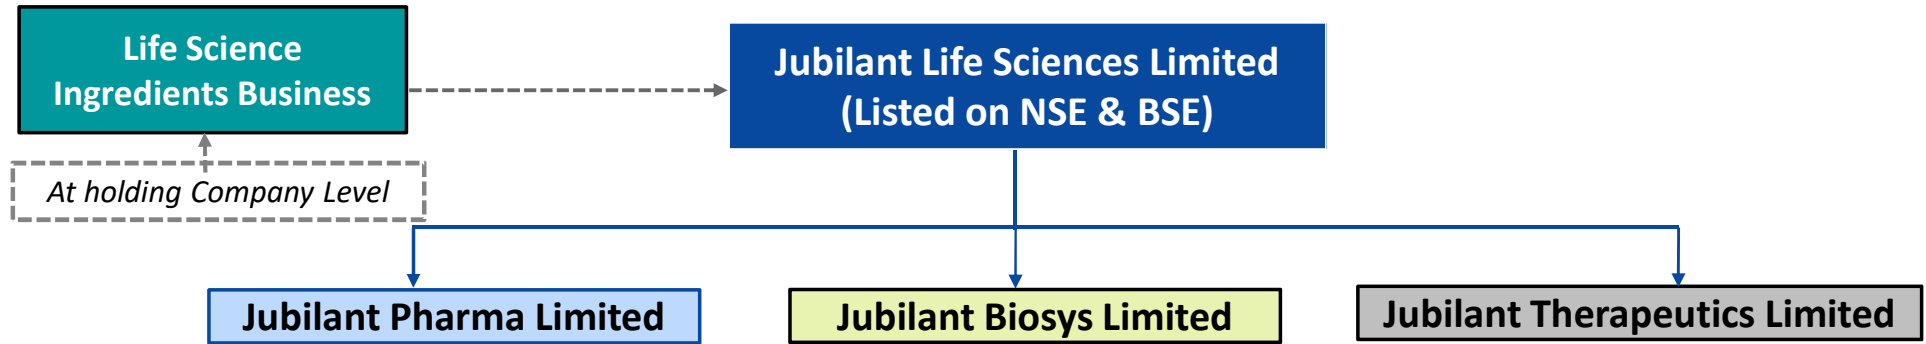 Life Science
Ingredients Business
Jubilant Life Sciences Limited
(Listed on NSE & BSE)
At holding Company Level
Jubilant Pharma Limited
Jubilant Biosys Limited
Jubilant Therapeutics Limited